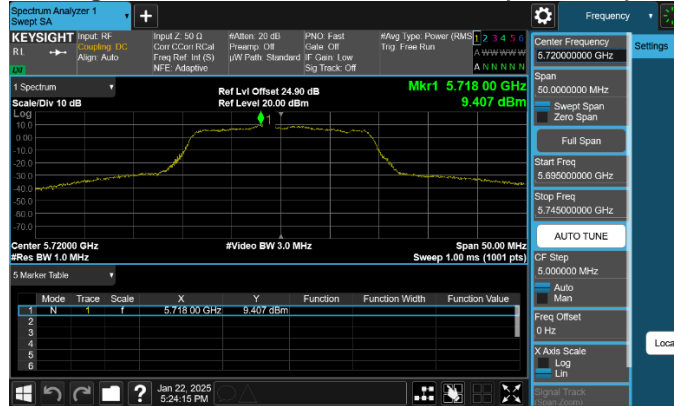 Spectrum Analyzer 1
Swept SA
+
Frequency
KEYSIGHT
RL
Input: RF
Coupling: DC
Align: Auto
Input Z: 50 Ω
Corr CCorr RCal
Freq Ref: Int (S)
NFE: Adaptive
#Atten: 20 dB
Preamp: Off
µW Path: Standard
PNO: Fast
Gate: Off
IF Gain: Low
Sig Track: Off
#Avg Type: Power (RMS
Trig: Free Run
1 2 3 4 5 6
A WW WW W
A N N N N N
Center Frequency
5.720000000 GHz
Settings
Span
50.0000000 MHz
Swept Span
Zero Span
Full Span
Start Freq
5.695000000 GHz
Stop Freq
5.745000000 GHz
AUTO TUNE
CF Step
5.000000 MHz
Auto
Man
Freq Offset
0 Hz
X Axis Scale
Log
Lin
Signal Track
(Span Zoom)
Loca
1 Spectrum
Scale/Div 10 dB
Ref Lvl Offset 24.90 dB
Ref Level 20.00 dBm
Mkr1 5.718 00 GHz
9.407 dBm
Log
10.0
0.00
-10.0
-20.0
-30.0
-40.0
-50.0
-60.0
-70.0
1
Center 5.72000 GHz
#Res BW 1.0 MHz
#Video BW 3.0 MHz
Span 50.00 MHz
Sweep 1.00 ms (1001 pts)
5 Marker Table
Mode Trace Scale X Y Function Function Width Function Value
1 N 1 f 5.718 00 GHz 9.407 dBm
2
3
4
5
6
?
Jan 22, 2025
5:24:15 PM